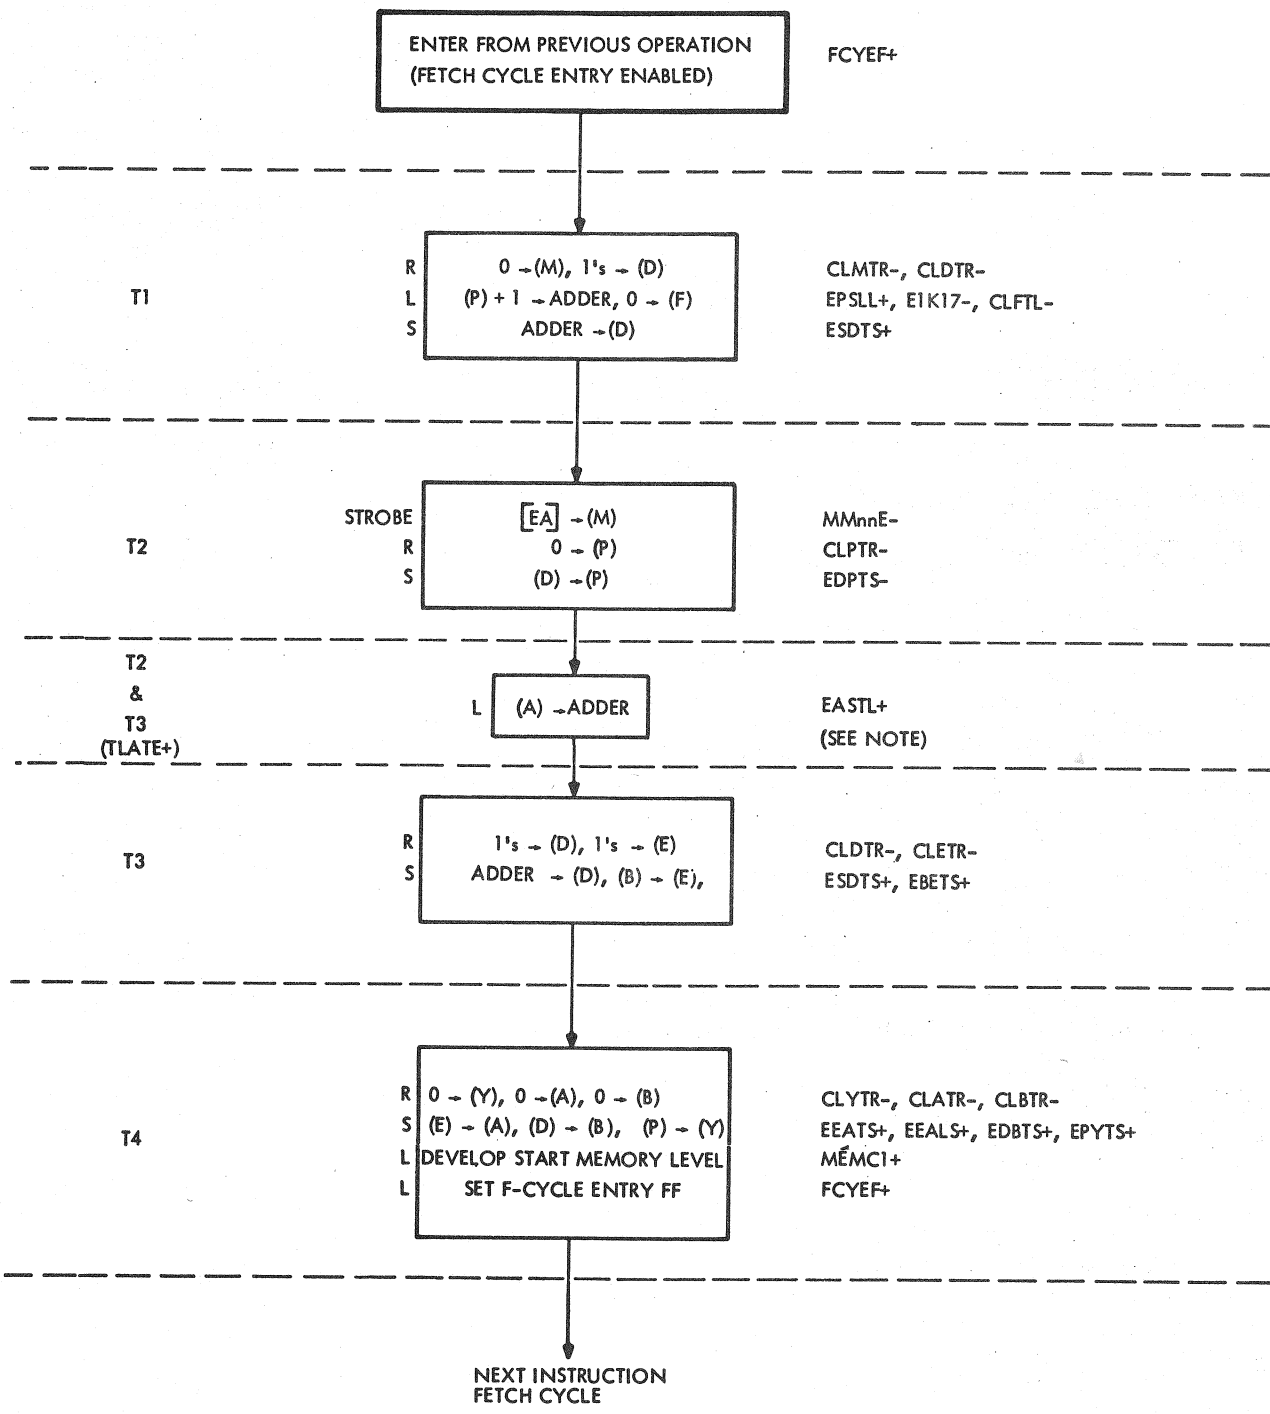 ENTER FROM PREVIOUS OPERATION
(FETCH CYCLE ENTRY ENABLED)
FCYEF+
T1
R 0 → (M), 1's → (D) CLMTR-, CLDTR-
L (P) + 1 → ADDER, 0 → (F) EPSLL+, E1K17-, CLFTL-
S ADDER → (D) ESDTS+
T2
STROBE [EA] → (M) MMnnE-
R 0 → (P) CLPTR-
S (D) → (P) EDPTS-
T2
&
T3
(TLATE+)
L (A) → ADDER EASTL+
(SEE NOTE)
T3
R 1's → (D), 1's → (E) CLDTR-, CLETR-
S ADDER → (D), (B) → (E), ESDTS+, EBETS+
T4
R 0 → (Y), 0 → (A), 0 → (B) CLYTR-, CLATR-, CLBTR-
S (E) → (A), (D) → (B), (P) → (Y) EEATS+, EEALS+, EDBTS+, EPYTS+
L DEVELOP START MEMORY LEVEL MEMC1+
L SET F-CYCLE ENTRY FF FCYEF+
NEXT INSTRUCTION
FETCH CYCLE